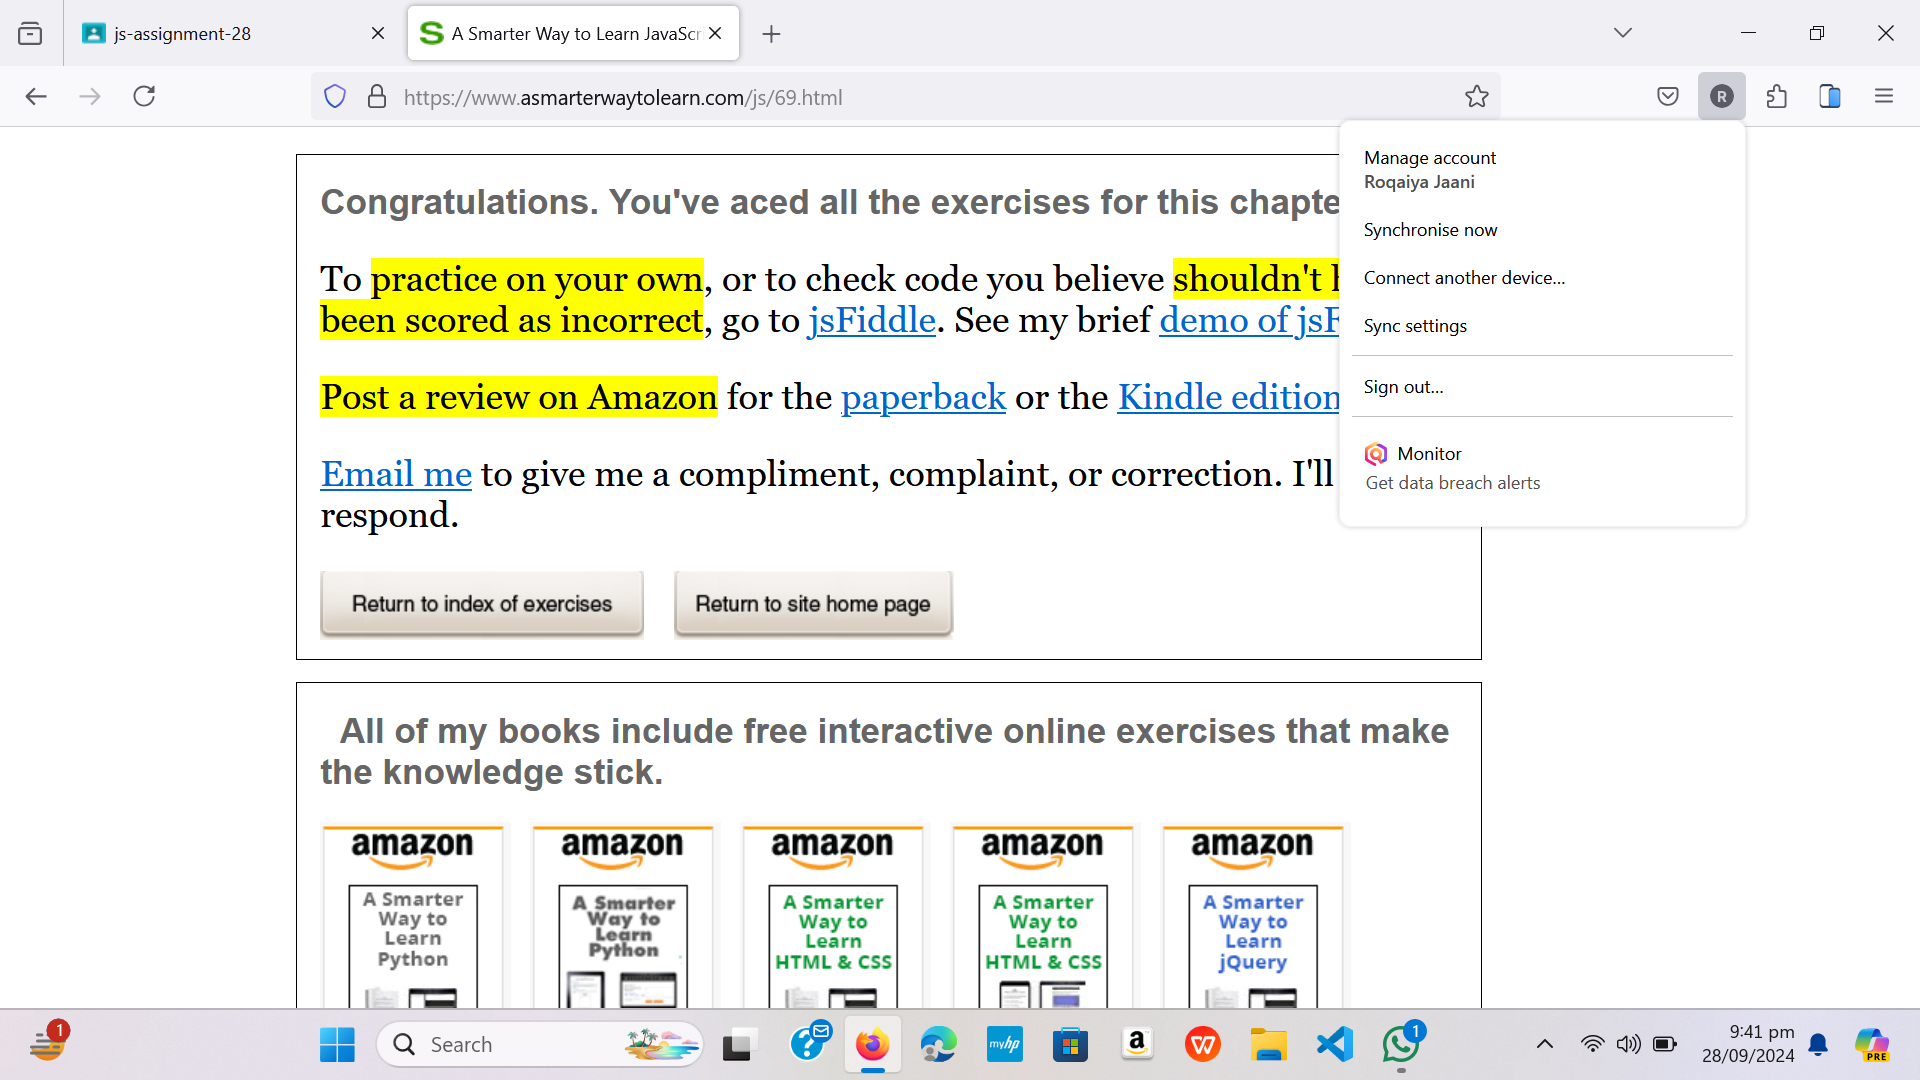 js-assignment-28
A Smarter Way to Learn JavaScri
https://www.asmarterwaytolearn.com/js/69.html
R
Manage account
Roqaiya Jaani
Synchronise now
Connect another device...
Sync settings
Sign out...
Monitor
Get data breach alerts
Congratulations. You've aced all the exercises for this chapte
To practice on your own, or to check code you believe shouldn't h
been scored as incorrect, go to jsFiddle. See my brief demo of jsF
Post a review on Amazon for the paperback or the Kindle edition
Email me to give me a compliment, complaint, or correction. I'll
respond.
Return to index of exercises
Return to site home page
All of my books include free interactive online exercises that make
the knowledge stick.
amazon
A Smarter
Way to
Learn
Python
amazon
A Smarter
Way to
Learn
Python
amazon
A Smarter
Way to
Learn
HTML & CSS
amazon
A Smarter
Way to
Learn
HTML & CSS
amazon
A Smarter
Way to
Learn
jQuery
1
Search
myhp
a
W
1
9:41 pm
28/09/2024
PRE